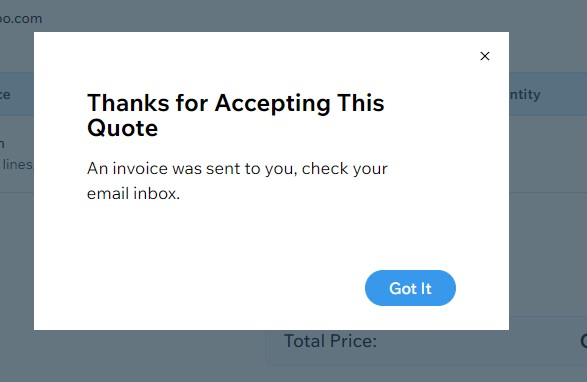 oo.com
×
Thanks for Accepting This
Quote
An invoice was sent to you, check your
email inbox.
lines
Got It
Total Price: